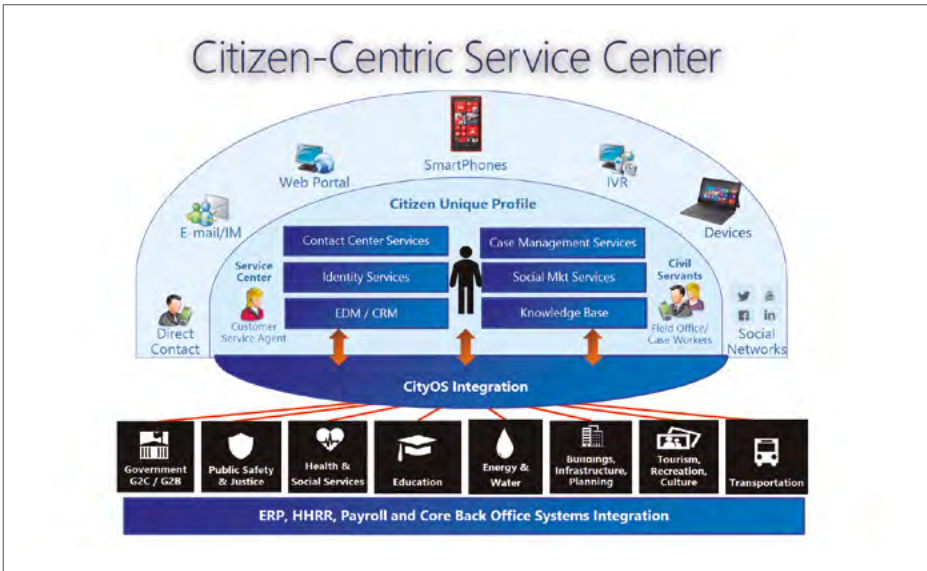 Citizen-Centric Service Center
SmartPhones
Web Portal
IVR
E-mail/IM
Devices
Citizen Unique Profile
Contact Center Services
Case Management Services
Service
Center
Identity Services
Social Mkt Services
Civil
Servants
EDM / CRM
Knowledge Base
Customer
Service Agent
Field Office/
Case Workers
Direct
Contact
Social
Networks
CityOS Integration
Government
G2C / G2B
Public Safety
& Justice
Health &
Social Services
Education
Energy &
Water
Buildings,
Infrastructure,
Planning
Tourism,
Recreation,
Culture
Transportation
ERP, HHRR, Payroll and Core Back Office Systems Integration